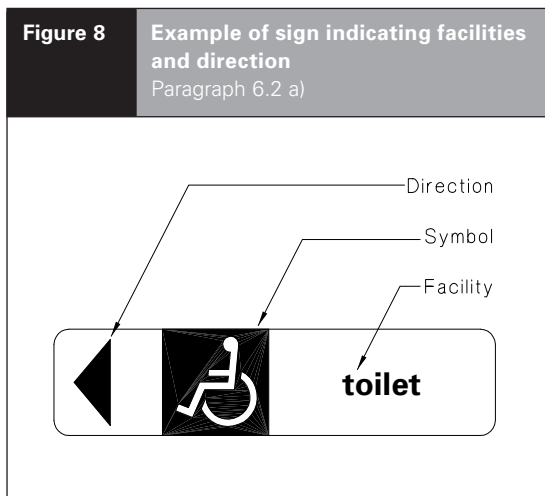 Figure 8
Example of sign indicating facilities
and direction
Paragraph 6.2 a)
Direction
Symbol
Facility
toilet